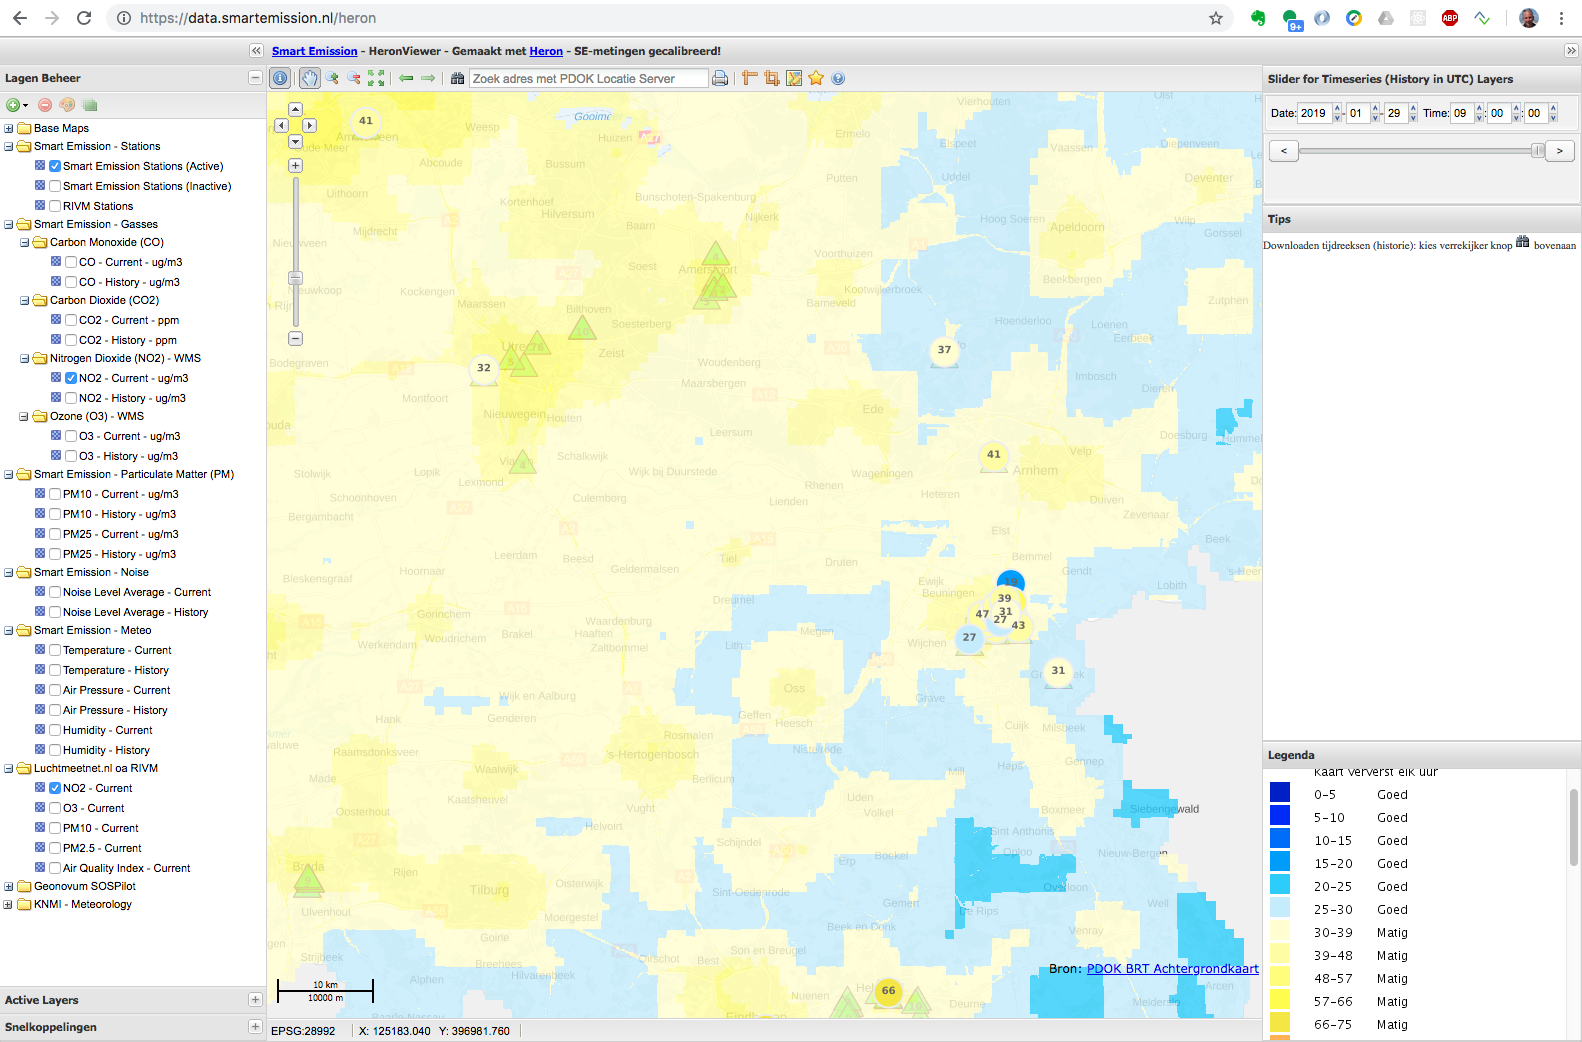 https://data.smartemission.nl/heron
9+
ABP
Smart Emission - HeronViewer - Gemaakt met Heron - SE-metingen gecalibreerd!
Lagen Beheer
Zoek adres met PDOK Locatie Server
Base Maps
Smart Emission - Stations
Smart Emission Stations (Active)
Smart Emission Stations (Inactive)
RIVM Stations
Smart Emission - Gasses
Carbon Monoxide (CO)
CO - Current - ug/m3
CO - History - ug/m3
Carbon Dioxide (CO2)
CO2 - Current - ppm
CO2 - History - ppm
Nitrogen Dioxide (NO2) - WMS
NO2 - Current - ug/m3
NO2 - History - ug/m3
Ozone (O3) - WMS
O3 - Current - ug/m3
O3 - History - ug/m3
Smart Emission - Particulate Matter (PM)
PM10 - Current - ug/m3
PM10 - History - ug/m3
PM25 - Current - ug/m3
PM25 - History - ug/m3
Smart Emission - Noise
Noise Level Average - Current
Noise Level Average - History
Smart Emission - Meteo
Temperature - Current
Temperature - History
Air Pressure - Current
Air Pressure - History
Humidity - Current
Humidity - History
Luchtmeetnet.nl oa RIVM
NO2 - Current
O3 - Current
PM10 - Current
PM2.5 - Current
Air Quality Index - Current
Geonovum SOSPilot
KNMI - Meteorology
Active Layers
Snelkoppelingen
Vierhouten
Weesp
Gooimeer
Huizen
Ermelo
Elspeet
Vaassen
Diepenveen
Abcoude
Bussum
Putten
Uddel
Deventer
Uithoorn
Kortenhoef
Hilversum
Bunschoten-Spakenburg
Nijkerk
Baarn
Hoog Soeren
Apeldoorn
Wilp
Gorssel
Mijdrecht
Nieuwveen
Soest
Amersfoort
Voorthuizen
Beekbergen
Nieuwkoop
Kockengen
Maarssen
Bilthoven
Soesterberg
Barneveld
Kootwijkerbroek
Zutphen
Hoenderloo
Loenen
Eerbeek
Utrecht
Zeist
Bodegraven
Woudenberg
Maarsbergen
Imbosch
Dieren
Montfoort
Nieuwegein
Houten
Leersum
Ede
Doesburg
Stolwijk
Lopik
Schalkwijk
Wijk bij Duurstede
Lexmond
Wageningen
Arnhem
Velp
Schoonhoven
Bergambacht
Culemborg
Rhenen
Lienden
Heteren
Duiven
Zevenaar
Elst
Leerdam
Beesd
Tiel
Bemmel
Beek
Bleskensgraaf
Hoornaar
Geldermalsen
Druten
Ewijk
Beuningen
Gendt
Lobith
Gorinchem
Dreumel
Waardenburg
Werkendam
Woudrichem
Brakel
Haaften
Zaltbommel
Megen
Lith
Wijchen
Wijk en Aalburg
Oss
Grave
Hank
Genderen
Geffen
Heesch
Cuijk
Milsbeek
Raamsdonksveer
Rosmalen
's-Hertogenbosch
Nistelrode
Gennep
Made
Waalwijk
Berlicum
Mill
Haps
Oosterhout
Kaatsheuvel
Vught
Uden
Volkel
Boxmeer
Siebengewald
Helvoirt
Schijndel
Sint Anthonis
Oploo
Nieuw-Bergen
Breda
Rijen
Tilburg
Oisterwijk
Erp
Boekel
Overloon
Sint-Oedenrode
Gemert
De Rips
Well
Ulvenhout
Moergestel
Beek en Donk
Venray
Goirle
Son en Breugel
Strijbeek
Breehees
Oirschot
Best
Alphen
Hilvarenbeek
Nuenen
Deurne
Arcen
Eindhoven
41
32
37
41
19
39
47
31
27
43
27
31
66
Bron: PDOK BRT Achtergrondkaart
10 km
10000 m
EPSG:28992
X: 125183.040 Y: 396981.760
Slider for Timeseries (History in UTC) Layers
Date: 2019 - 01 - 29 Time: 09 : 00 : 00
< >
Tips
Downloaden tijdreeksen (historie): kies verrekijker knop bovenaan
Legenda
kaart ververst elk uur
0-5 Goed
5-10 Goed
10-15 Goed
15-20 Goed
20-25 Goed
25-30 Goed
30-39 Matig
39-48 Matig
48-57 Matig
57-66 Matig
66-75 Matig